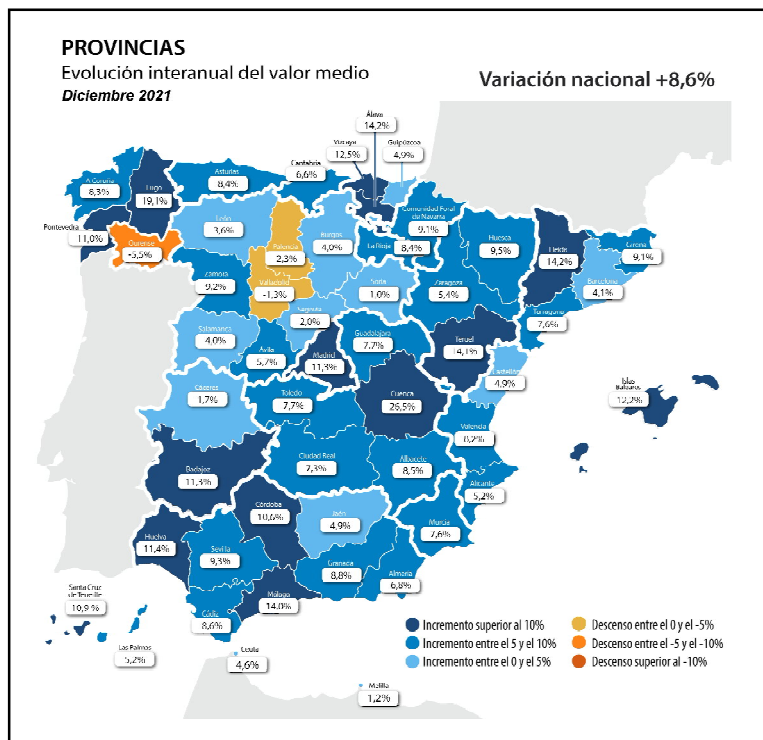 PROVINCIAS
Evolución interanual del valor medio
Diciembre 2021
Variación nacional +8,6%
Álava
14,2%
Vizcaya
12,5%
Guipúzcoa
4,9%
Cantabria
6,6%
Asturias
8,4%
A Coruña
8,3%
Lugo
19,1%
Pontevedra
11,0%
Ourense
-5,5%
León
3,6%
Palencia
2,3%
Burgos
4,0%
La Rioja
8,4%
Comunidad Foral
de Navarra
9,1%
Huesca
9,5%
Lleida
14,2%
Girona
9,1%
Barcelona
4,1%
Tarragona
7,6%
Zaragoza
5,4%
Soria
1,0%
Zamora
9,2%
Valladolid
-1,3%
Segovia
2,0%
Salamanca
4,0%
Ávila
5,7%
Madrid
11,3%
Guadalajara
7,7%
Teruel
14,1%
Castellón
4,9%
Islas
Baleares
12,2%
Cáceres
1,7%
Toledo
7,7%
Cuenca
26,5%
Valencia
Ciudad Real
7,3%
Albacete
8,5%
Alicante
5,2%
Badajoz
11,3%
Córdoba
10,6%
Jaén
4,9%
Murcia
7,6%
Huelva
11,4%
Sevilla
9,3%
Granada
8,8%
Almería
6,8%
Cádiz
8,6%
Málaga
14,0%
Santa Cruz
de Tenerife
10,9%
Las Palmas
5,2%
Ceuta
4,6%
Melilla
1,2%
Incremento superior al 10%
Incremento entre el 5 y el 10%
Incremento entre el 0 y el 5%
Descenso entre el 0 y el -5%
Descenso entre el -5 y el -10%
Descenso superior al -10%